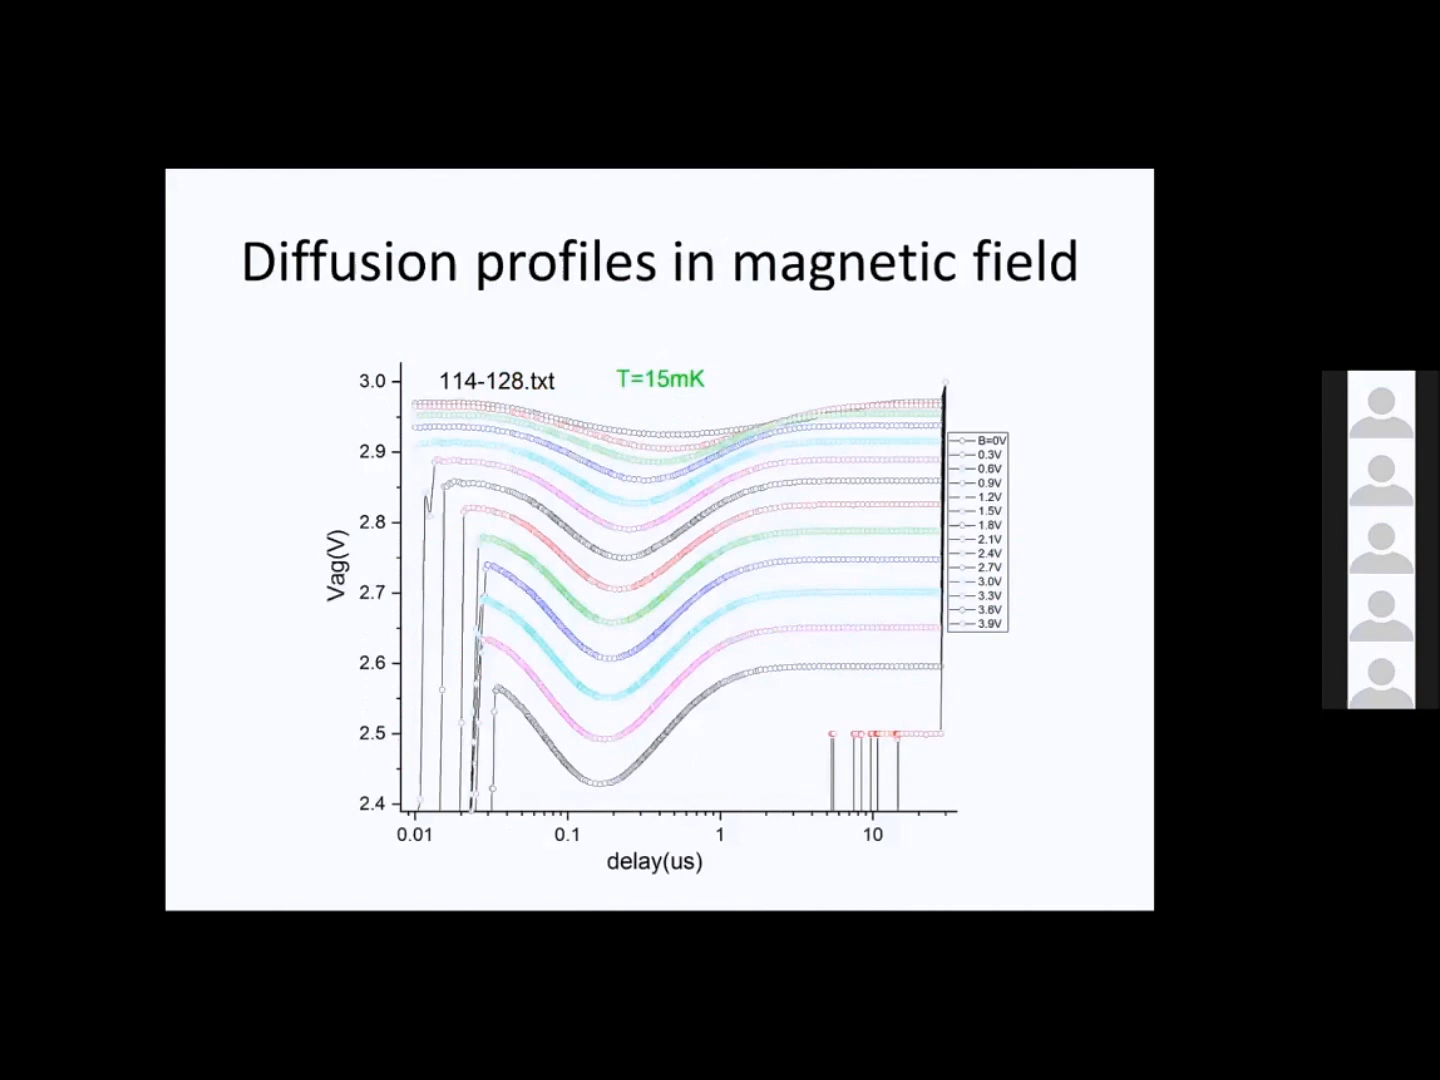 Diffusion profiles in magnetic field
114-128.txt
T=15mK
3.0
2.9
2.8
2.7
2.6
2.5
2.4
Vag(V)
0.01
0.1
1
10
delay(us)
B=0V
0.3V
0.6V
0.9V
1.2V
1.5V
1.8V
2.1V
2.4V
2.7V
3.0V
3.3V
3.6V
3.9V